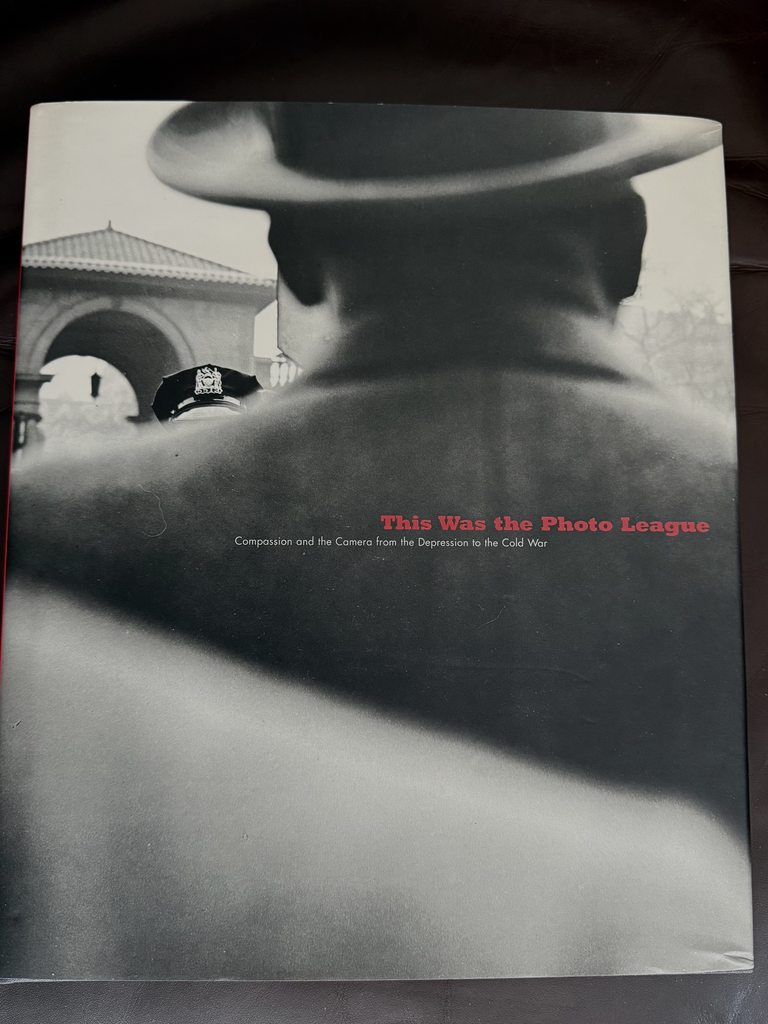 This Was the Photo League
Compassion and the Camera from the Depression to the Cold War